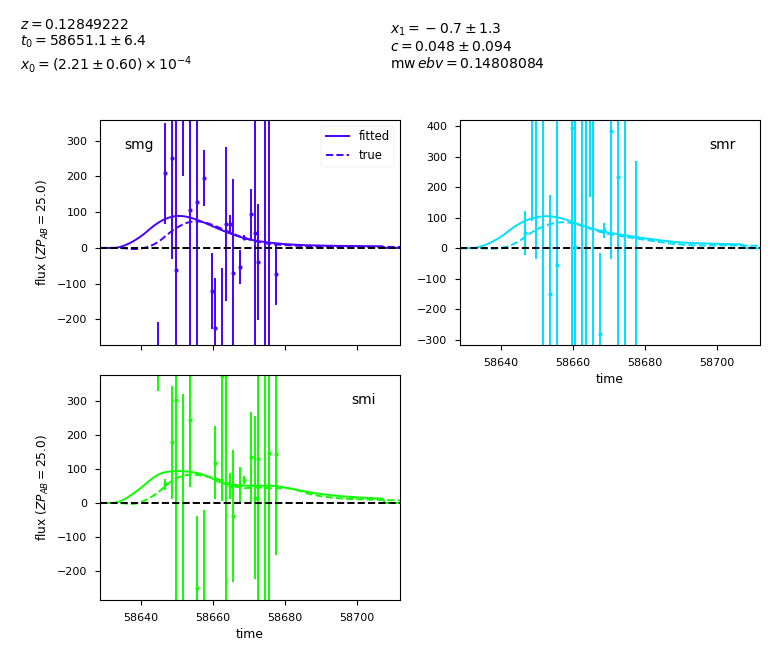 z = 0.12849222
t₀ = 58651.1 ± 6.4
x₀ = (2.21 ± 0.60) × 10⁻⁴
x₁ = −0.7 ± 1.3
c = 0.048 ± 0.094
mw ebv = 0.14808084
smg
fitted
true
300
200
100
0
−100
−200
flux (ZP_AB = 25.0)
smr
400
300
200
100
0
−100
−200
−300
58640
58660
58680
58700
time
smi
300
200
100
0
−100
−200
flux (ZP_AB = 25.0)
58640
58660
58680
58700
time